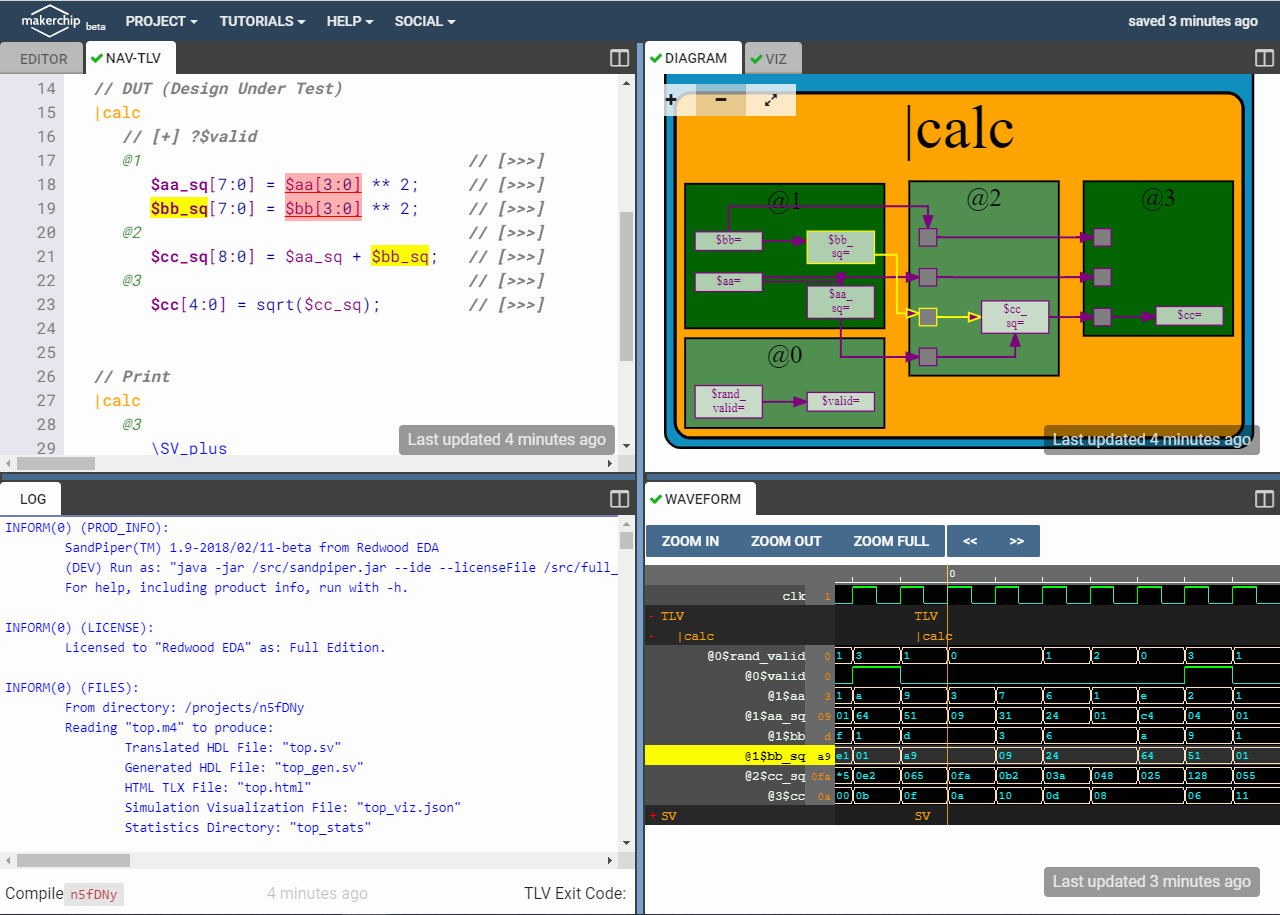 makerchip beta PROJECT TUTORIALS HELP SOCIAL saved 3 minutes ago
EDITOR NAV-TLV
14 // DUT (Design Under Test)
15 |calc
16 // [+] ?$valid
17 @1 // [>>>]
18 $aa_sq[7:0] = $aa[3:0] ** 2; // [>>>]
19 $bb_sq[7:0] = $bb[3:0] ** 2; // [>>>]
20 @2 // [>>>]
21 $cc_sq[8:0] = $aa_sq + $bb_sq; // [>>>]
22 @3 // [>>>]
23 $cc[4:0] = sqrt($cc_sq); // [>>>]
24
25
26 // Print
27 |calc
28 @3
29 \SV_plus
Last updated 4 minutes ago
DIAGRAM VIZ
+ −
|calc
@1 @2 @3
$bb= $bb_
sq=
$aa= $aa_
sq=
$cc_
sq=
$cc=
@0
$rand_
valid=
$valid=
Last updated 4 minutes ago
LOG
INFORM(0) (PROD_INFO):
SandPiper(TM) 1.9-2018/02/11-beta from Redwood EDA
(DEV) Run as: "java -jar /src/sandpiper.jar --ide --licenseFile /src/full_
For help, including product info, run with -h.
INFORM(0) (LICENSE):
Licensed to "Redwood EDA" as: Full Edition.
INFORM(0) (FILES):
From directory: /projects/n5fDNy
Reading "top.m4" to produce:
Translated HDL File: "top.sv"
Generated HDL File: "top_gen.sv"
HTML TLX File: "top.html"
Simulation Visualization File: "top_viz.json"
Statistics Directory: "top_stats"
Compile n5fDNy 4 minutes ago TLV Exit Code:
WAVEFORM
ZOOM IN ZOOM OUT ZOOM FULL << >>
0
clk 1
- TLV TLV
- |calc |calc
@0$rand_valid 0 1 3 1 0 1 2 0 3 1
@0$valid 0
@1$aa 3 1 a 9 3 7 6 1 e 2 1
@1$aa_sq 09 01 64 51 09 31 24 01 c4 04 01
@1$bb d f 1 d 3 6 a 9 1
@1$bb_sq a9 e1 01 a9 09 24 64 51 01
@2$cc_sq 0fa *5 0e2 065 0fa 0b2 03a 048 025 128 055
@3$cc 0a 00 0b 0f 0a 10 0d 08 06 11
+ SV SV
Last updated 3 minutes ago